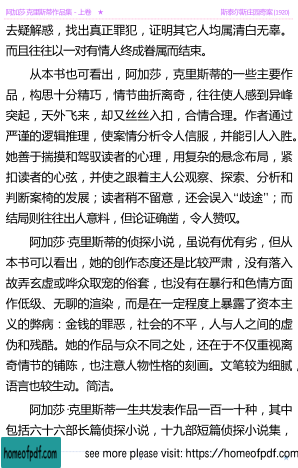 阿加莎·克里斯蒂作品集 - 上卷 ★ 斯泰尔斯庄园奇案(1920)
去疑解惑，找出真正罪犯，证明其它人均属清白无辜。
而且往往以一对有情人终成眷属而结束。
从本书也可看出，阿加莎，克里斯蒂的一些主要作
品，构思十分精巧，情节曲折离奇，往往使人感到异峰
突起，天外飞来，却又丝丝入扣，合情合理。作者通过
严谨的逻辑推理，使案情分析令人信服，并能引人入胜。
她善于揣摸和驾驭读者的心理，用复杂的悬念布局，紧
扣读者的心弦，并使之跟着主人公观察、探索、分析和
判断案椅的发展；读者稍不留意，还会误入“歧途”；而
结局则往往出人意料，但论证确凿，令人赞叹。
阿加莎·克里斯蒂的侦探小说，虽说有优有劣，但从
本书可以看出，她的创作态度还是比较严肃，没有落入
故弄玄虚或哗众取宠的俗套，也没有在暴行和色情方面
作低级、无聊的渲染，而是在一定程度上暴露了资本主
义的弊病：金钱的罪恶，社会的不平，人与人之间的虚
伪和残酷。她的作品与众不同之处，还在于不仅重视离
奇情节的铺陈，也注意人物性格的刻画。文笔较为细腻，
语言也较生动。简洁。
阿加莎·克里斯蒂一生共发表作品一百一十种，其中
包括六十六部长篇侦探小说，十九部短篇侦探小说集，
homeofpdf.com see more please visit: https://homeofpdf.com